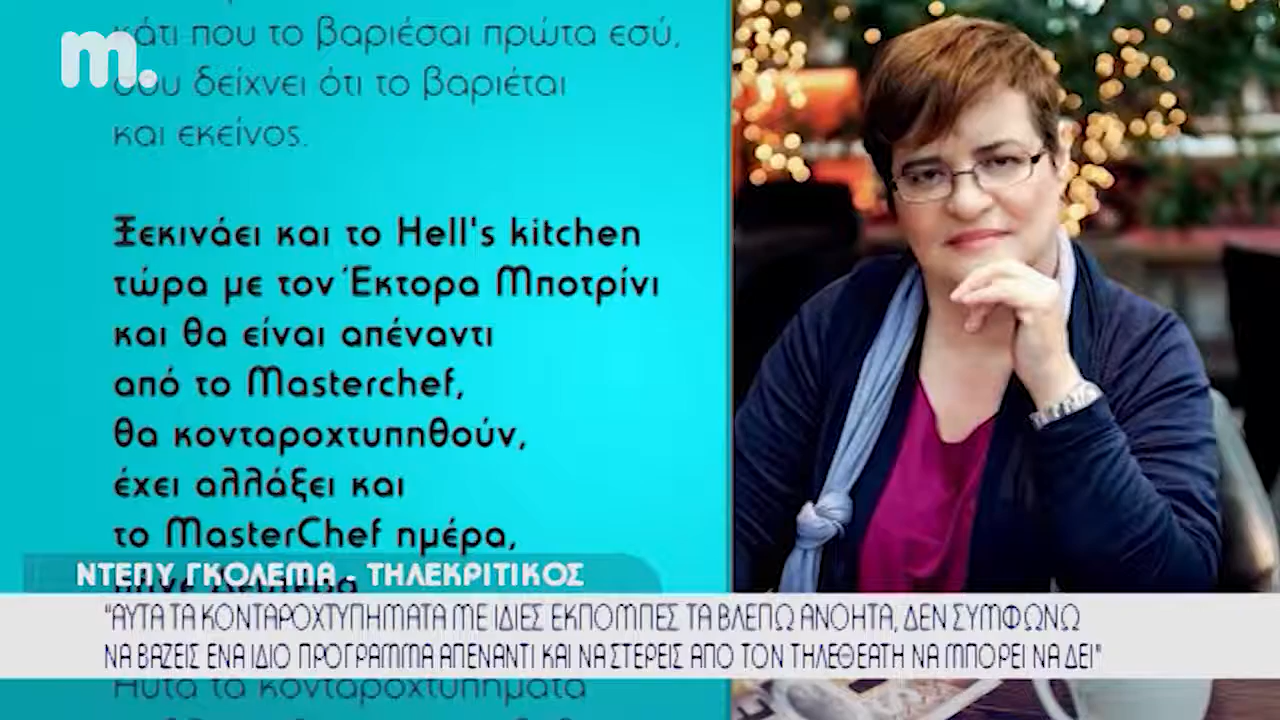 m.
κάτι που το βαριέσαι πρώτα εσύ,
σου δείχνει ότι το βαριέται
και εκείνος.
Ξεκινάει και το Hell's kitchen
τώρα με τον Έκτορα Μποτρίνι
και θα είναι απέναντι
από το Masterchef,
θα κονταροχτυπηθούν,
έχει αλλάξει και
το MasterChef ημέρα,
ΝΤΕΠΥ ΓΚΟΛΕΜΑ - ΤΗΛΕΚΡΙΤΙΚΟΣ
"ΑΥΤΑ ΤΑ ΚΟΝΤΑΡΟΧΤΥΠΗΜΑΤΑ ΜΕ ΙΔΙΕΣ ΕΚΠΟΜΠΕΣ ΤΑ ΒΛΕΠΩ ΑΝΟΗΤΑ, ΔΕΝ ΣΥΜΦΩΝΩ
ΝΑ ΒΑΖΕΙΣ ΕΝΑ ΙΔΙΟ ΠΡΟΓΡΑΜΜΑ ΑΠΕΝΑΝΤΙ ΚΑΙ ΝΑ ΣΤΕΡΕΙΣ ΑΠΟ ΤΟΝ ΤΗΛΕΘΕΑΤΗ ΝΑ ΜΠΟΡΕΙ ΝΑ ΔΕΙ"
Αυτά τα κονταροχτυπήματα